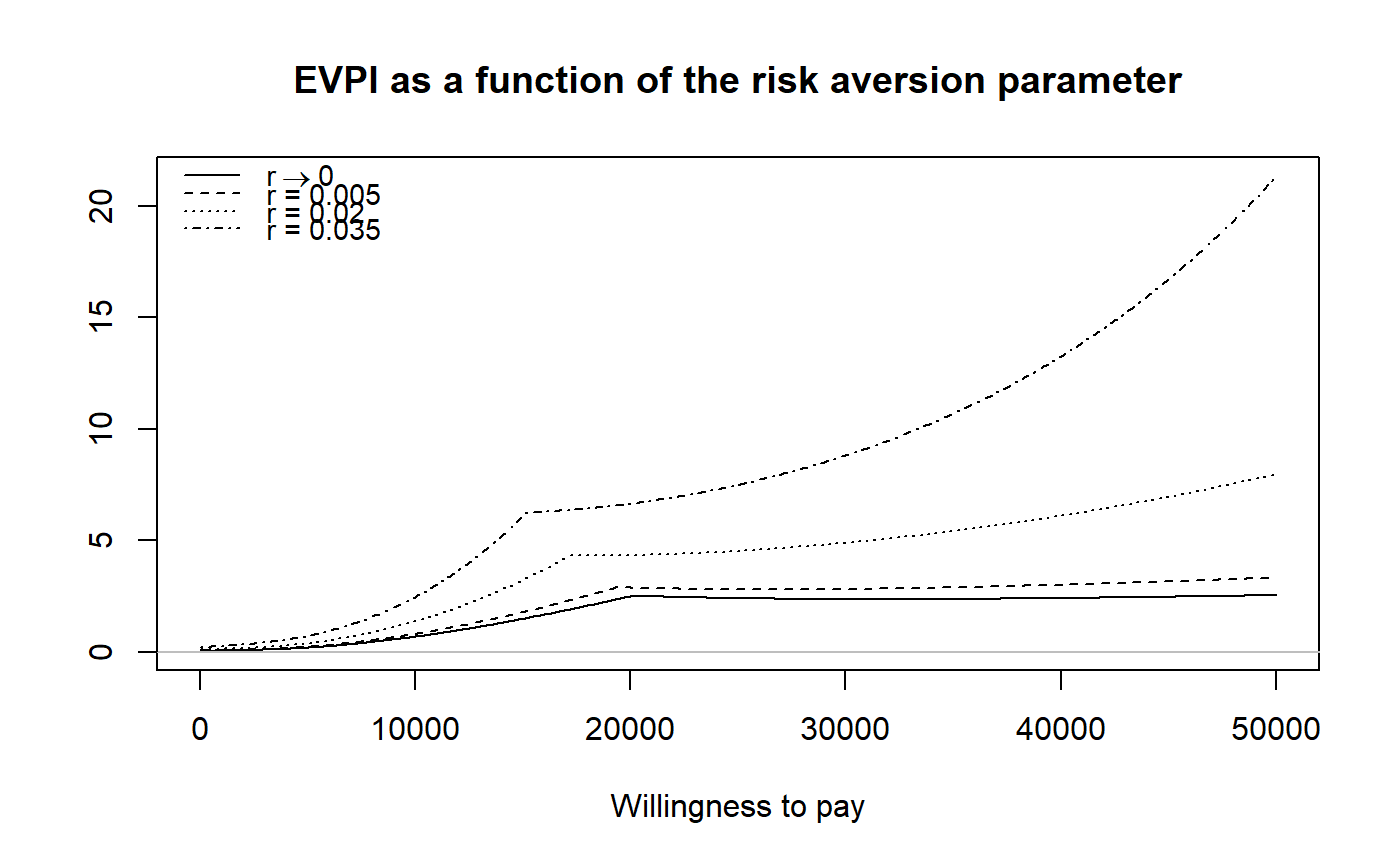 EVPI as a function of the risk aversion parameter
r → 0
r = 0.005
r = 0.02
r = 0.035
20
15
10
5
0
0 10000 20000 30000 40000 50000
Willingness to pay